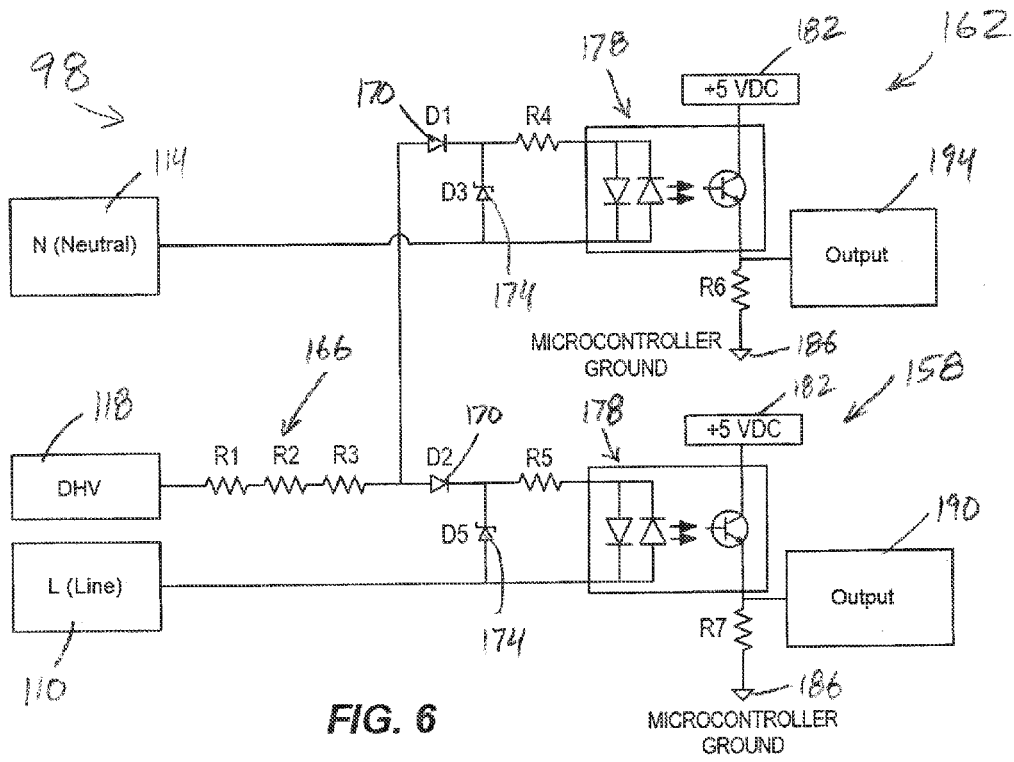 98
162
178
182
+5 VDC
170
D1
R4
114
194
D3
N (Neutral)
Output
R6
174
166
MICROCONTROLLER
GROUND
186
158
118
170
178
182
+5 VDC
R1
R2
R3
D2
R5
DHV
190
D5
L (Line)
Output
R7
174
110
186
FIG. 6
MICROCONTROLLER
GROUND